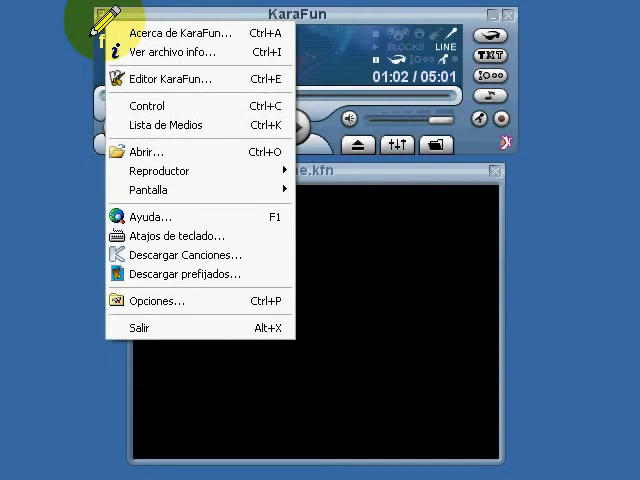 KaraFun
Acerca de KaraFun... Ctrl+A
Ver archivo info... Ctrl+I
Editor KaraFun... Ctrl+E
Control Ctrl+C
Lista de Medios Ctrl+K
Abrir... Ctrl+O
Reproductor
Pantalla
Ayuda... F1
Atajos de teclado...
Descargar Canciones...
Descargar prefijados...
Opciones... Ctrl+P
Salir Alt+X
BLOCKS LINE
01:02 / 05:01
TXT